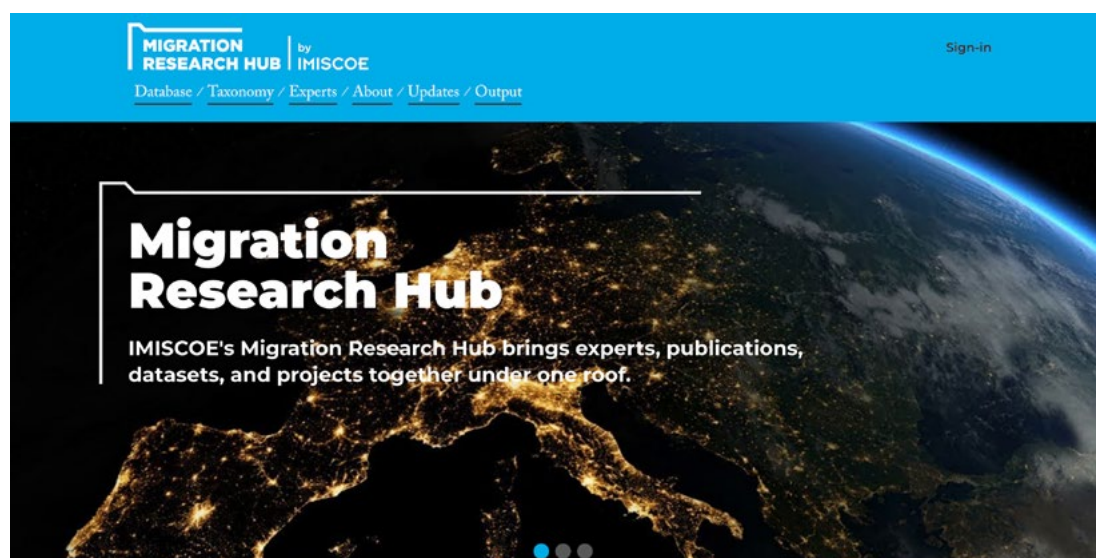 MIGRATION
RESEARCH HUB
by
IMISCOE
Sign-in
Database / Taxonomy / Experts / About / Updates / Output
Migration
Research Hub
IMISCOE's Migration Research Hub brings experts, publications,
datasets, and projects together under one roof.